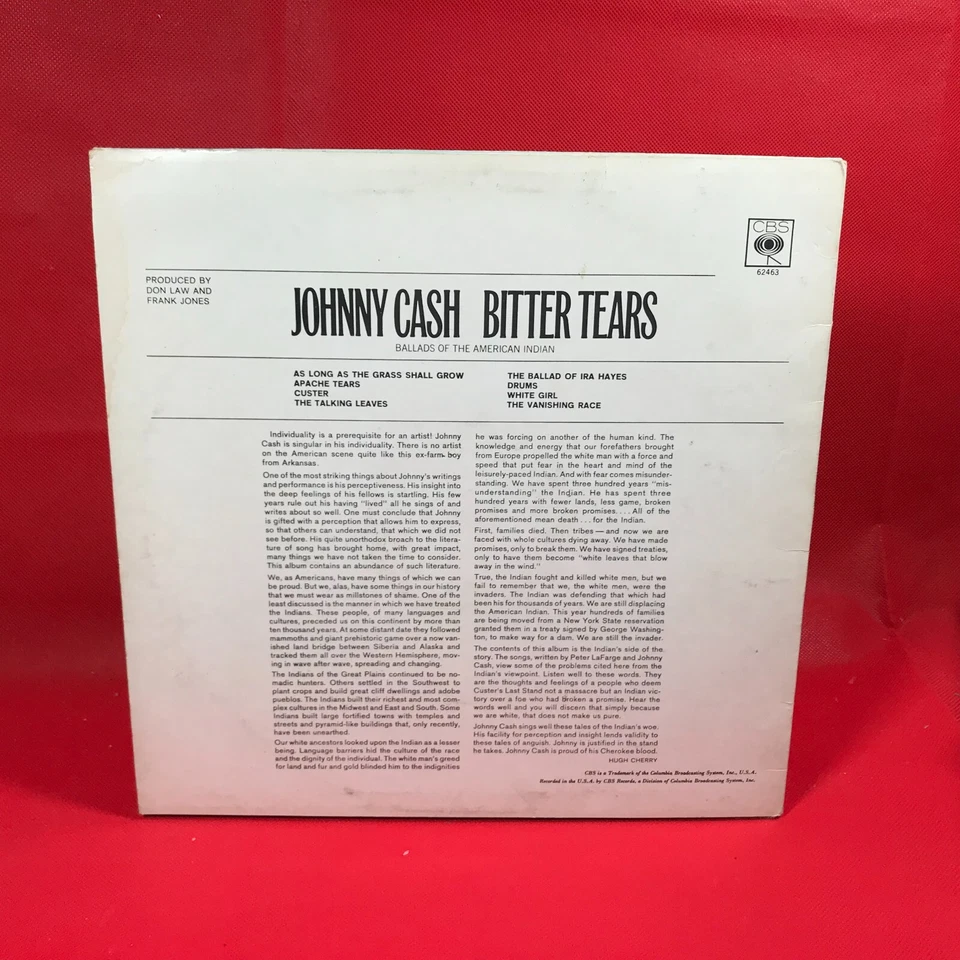 CBS
62463
PRODUCED BY
DON LAW AND
FRANK JONES
JOHNNY CASH BITTER TEARS
BALLADS OF THE AMERICAN INDIAN
AS LONG AS THE GRASS SHALL GROW
APACHE TEARS
CUSTER
THE TALKING LEAVES
THE BALLAD OF IRA HAYES
DRUMS
WHITE GIRL
THE VANISHING RACE
Individuality is a prerequisite for an artist! Johnny
Cash is singular in his individuality. There is no artist
on the American scene quite like this ex-farm-boy
from Arkansas.
One of the most striking things about Johnny's writings
and performance is his perceptiveness. His insight into
the deep feelings of his fellows is startling. His few
years rule out his having "lived" all he sings of and
writes about so well. One must conclude that Johnny
is gifted with a perception that allows him to express,
so that others can understand, that which we did not
see before. His quite unorthodox broach to the litera-
ture of song has brought home, with great impact,
many things we have not taken the time to consider.
This album contains an abundance of such literature.
We, as Americans, have many things of which we can
be proud. But we, alas, have some things in our history
that we must wear as millstones of shame. One of the
least discussed is the manner in which we have treated
the Indians. These people, of many languages and
cultures, preceded us on this continent by more than
ten thousand years. At some distant date they followed
mammoths and giant prehistoric game over a now van-
ished land bridge between Siberia and Alaska and
tracked them all over the Western Hemisphere, mov-
ing in wave after wave, spreading and changing.
The Indians of the Great Plains continued to be no-
madic hunters. Others settled in the Southwest to
plant crops and build great cliff dwellings and adobe
pueblos. The Indians built their richest and most com-
plex cultures in the Midwest and East and South. Some
Indians built large fortified towns with temples and
streets and pyramid-like buildings that, only recently,
have been unearthed.
Our white ancestors looked upon the Indian as a lesser
being. Language barriers hid the culture of the race
and the dignity of the individual. The white man's greed
for land and fur and gold blinded him to the indignities
he was forcing on another of the human kind. The
knowledge and energy that our forefathers brought
from Europe propelled the white man with a force and
speed that put fear in the heart and mind of the
leisurely-paced Indian. And with fear comes misunder-
standing. We have spent three hundred years "mis-
understanding" the Indian. He has spent three
hundred years with fewer lands, less game, broken
promises and more broken promises.... All of the
aforementioned mean death . . . for the Indian.
First, families died. Then tribes—and now we are
faced with whole cultures dying away. We have made
promises, only to break them. We have signed treaties,
only to have them become "white leaves that blow
away in the wind."
True, the Indian fought and killed white men, but we
fail to remember that we, the white men, were the
invaders. The Indian was defending that which had
been his for thousands of years. We are still displacing
the American Indian. This year hundreds of families
are being moved from a New York State reservation
granted them in a treaty signed by George Washing-
ton, to make way for a dam. We are still the invader.
The contents of this album is the Indian's side of the
story. The songs, written by Peter LaFarge and Johnny
Cash, view some of the problems cited here from the
Indian's viewpoint. Listen well to these words. They
are the thoughts and feelings of a people who deem
Custer's Last Stand not a massacre but an Indian vic-
tory over a foe who had broken a promise. Hear the
words well and you will discern that simply because
we are white, that does not make us pure.
Johnny Cash sings well these tales of the Indian's woe.
His facility for perception and insight lends validity to
these tales of anguish. Johnny is justified in the stand
he takes. Johnny Cash is proud of his Cherokee blood.
HUGH CHERRY
CBS is a Trademark of the Columbia Broadcasting System, Inc., U.S.A.
Recorded in the U.S.A. by CBS Records, a Division of Columbia Broadcasting System, Inc.